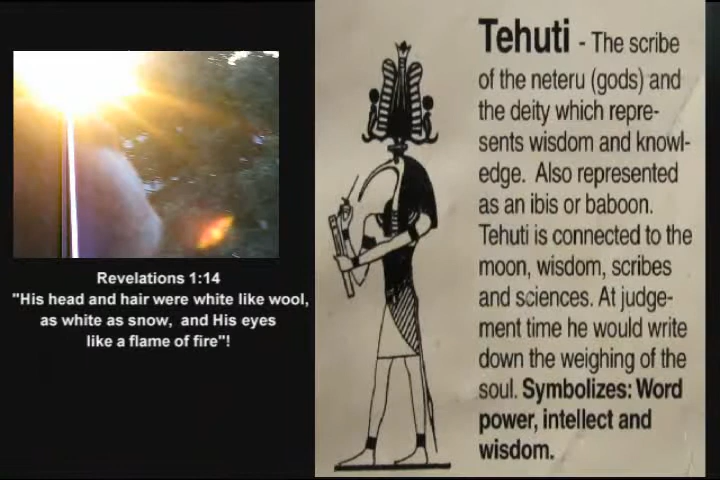 Revelations 1:14
"His head and hair were white like wool,
as white as snow,  and His eyes
like a flame of fire"!
Tehuti - The scribe
of the neteru (gods) and
the deity which repre-
sents wisdom and knowl-
edge. Also represented
as an ibis or baboon.
Tehuti is connected to the
moon, wisdom, scribes
and sciences. At judge-
ment time he would write
down the weighing of the
soul. Symbolizes: Word
power, intellect and
wisdom.